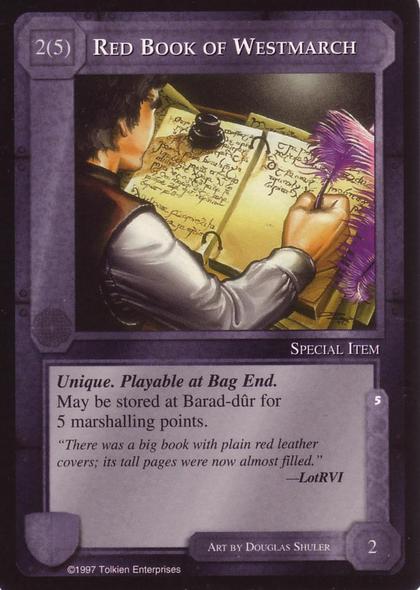 2(5) RED BOOK OF WESTMARCH
SPECIAL ITEM
Unique. Playable at Bag End.
May be stored at Barad-dûr for
5 marshalling points.
5
“There was a big book with plain red leather
covers; its tall pages were now almost filled.”
—LotRVI
ART BY DOUGLAS SHULER
2
©1997 Tolkien Enterprises